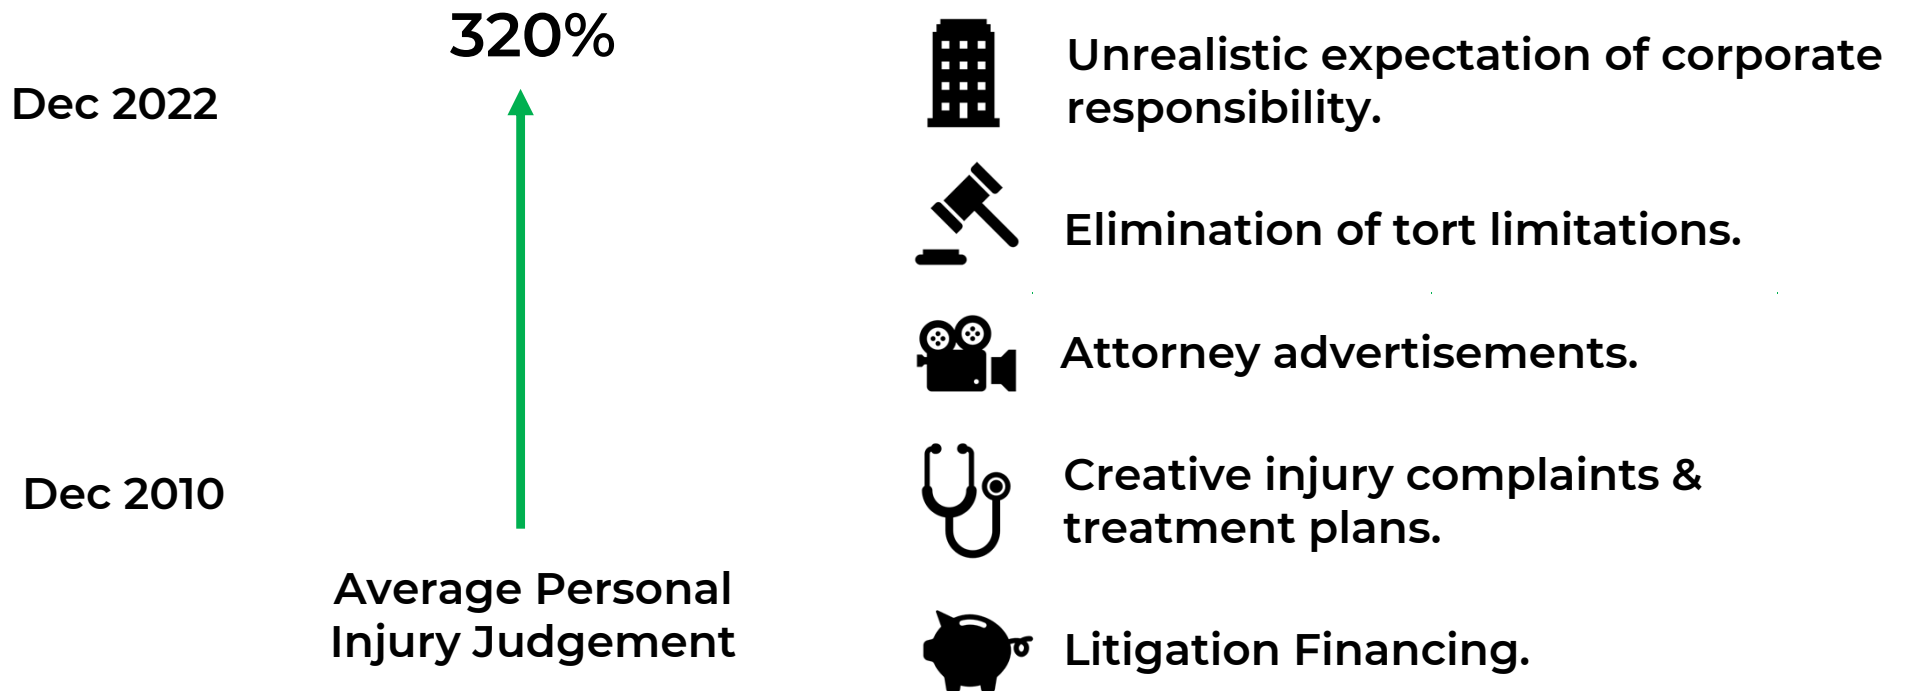 320%
Dec 2022
Dec 2010
Average Personal
Injury Judgement
Unrealistic expectation of corporate
responsibility.
Elimination of tort limitations.
Attorney advertisements.
Creative injury complaints &
treatment plans.
Litigation Financing.